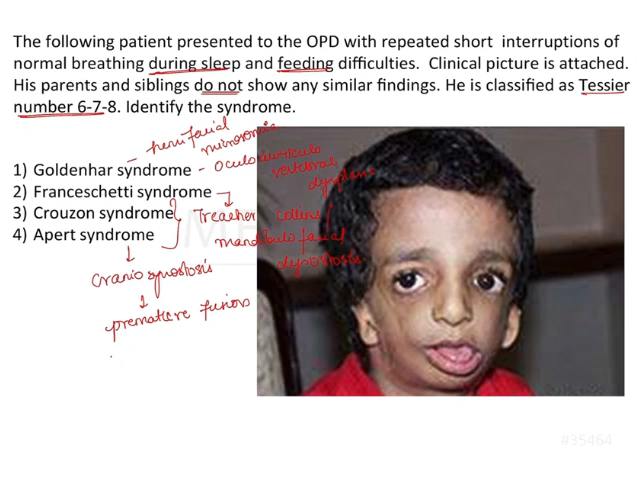 The following patient presented to the OPD with repeated short interruptions of
normal breathing during sleep and feeding difficulties. Clinical picture is attached.
His parents and siblings do not show any similar findings. He is classified as Tessier
number 6-7-8. Identify the syndrome.
- hemifacial
microsomia
1) Goldenhar syndrome - oculoauriculo
vertebral
dysplasia
2) Franceschetti syndrome
3) Crouzon syndrome
Treacher Collins
4) Apert syndrome
mandibulo facial
dysostosis
craniosynostosis
premature fusion
#35464